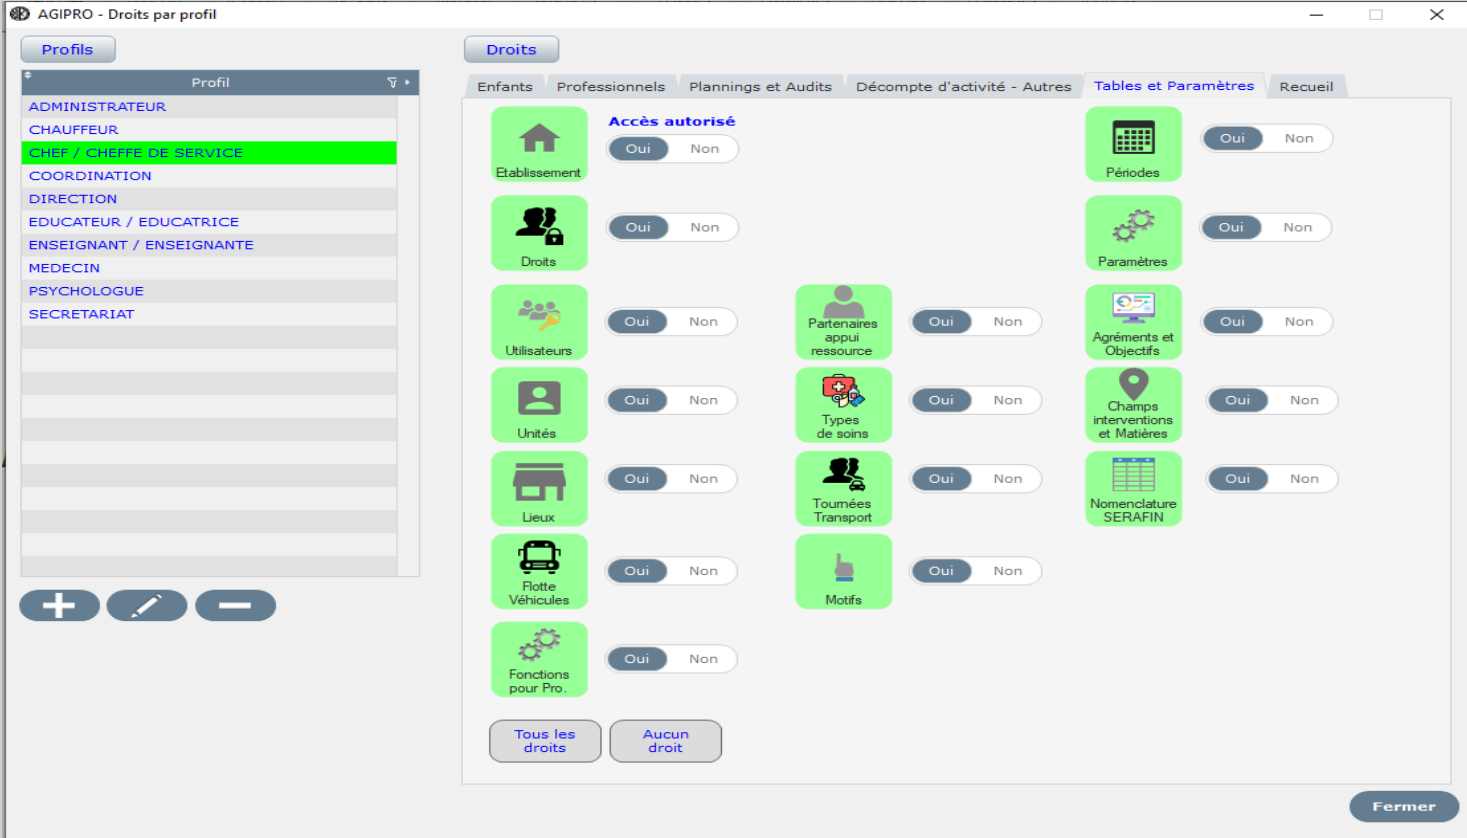 AGIPRO - Droits par profil
Profils
Profil
ADMINISTRATEUR
CHAUFFEUR
CHEF / CHEFFE DE SERVICE
COORDINATION
DIRECTION
EDUCATEUR / EDUCATRICE
ENSEIGNANT / ENSEIGNANTE
MEDECIN
PSYCHOLOGUE
SECRETARIAT
Droits
Enfants Professionnels Plannings et Audits Décompte d'activité - Autres Tables et Paramètres Recueil
Etablissement
Accès autorisé
Oui Non
Périodes
Oui Non
Droits
Oui Non
Paramètres
Oui Non
Utilisateurs
Oui Non
Partenaires
appui
ressource
Oui Non
Agréments et
Objectifs
Oui Non
Unités
Oui Non
Types
de soins
Oui Non
Champs
interventions
et Matières
Oui Non
Lieux
Oui Non
Tournées
Transport
Oui Non
Nomenclature
SERAFIN
Oui Non
Flotte
Véhicules
Oui Non
Motifs
Oui Non
Fonctions
pour Pro.
Oui Non
Tous les
droits
Aucun
droit
Fermer